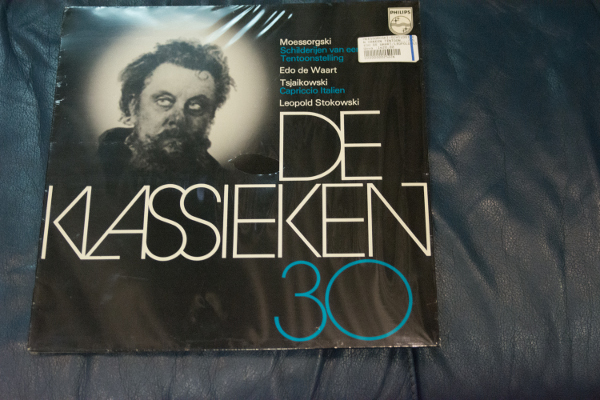 PHILIPS
Moessorgski
Schilderijen van een
Tentoonstelling
Edo de Waart
Tsjaikowski
Capriccio Italien
Leopold Stokowski
DE
KLASSIEKEN
30